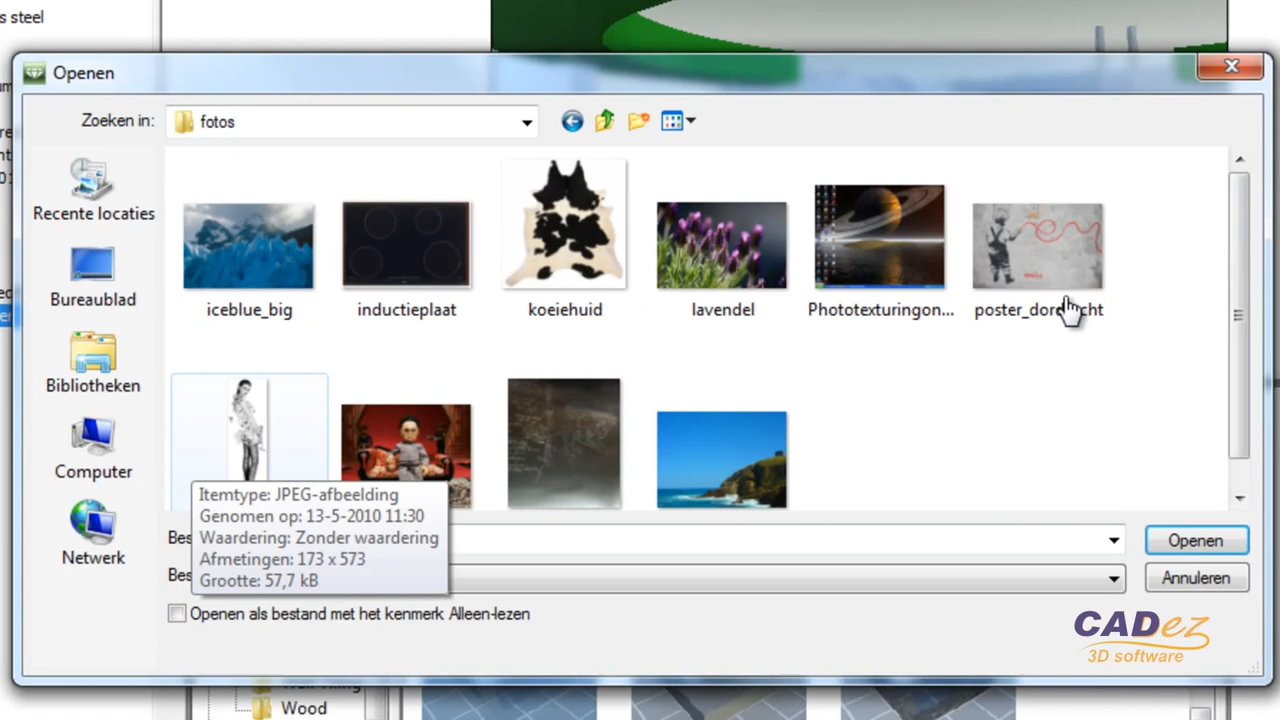 s steel
Openen
Zoeken in:
fotos
Recente locaties
Bureaublad
Bibliotheken
Computer
Netwerk
iceblue_big
inductieplaat
koeiehuid
lavendel
Phototexturingon...
Itemtype: JPEG-afbeelding
Genomen op: 13-5-2010 11:30
Waardering: Zonder waardering
Afmetingen: 173 x 573
Grootte: 57,7 kB
Bes
Openen
Bes
Annuleren
Openen als bestand met het kenmerk Alleen-lezen
CADez
3D software
Wood